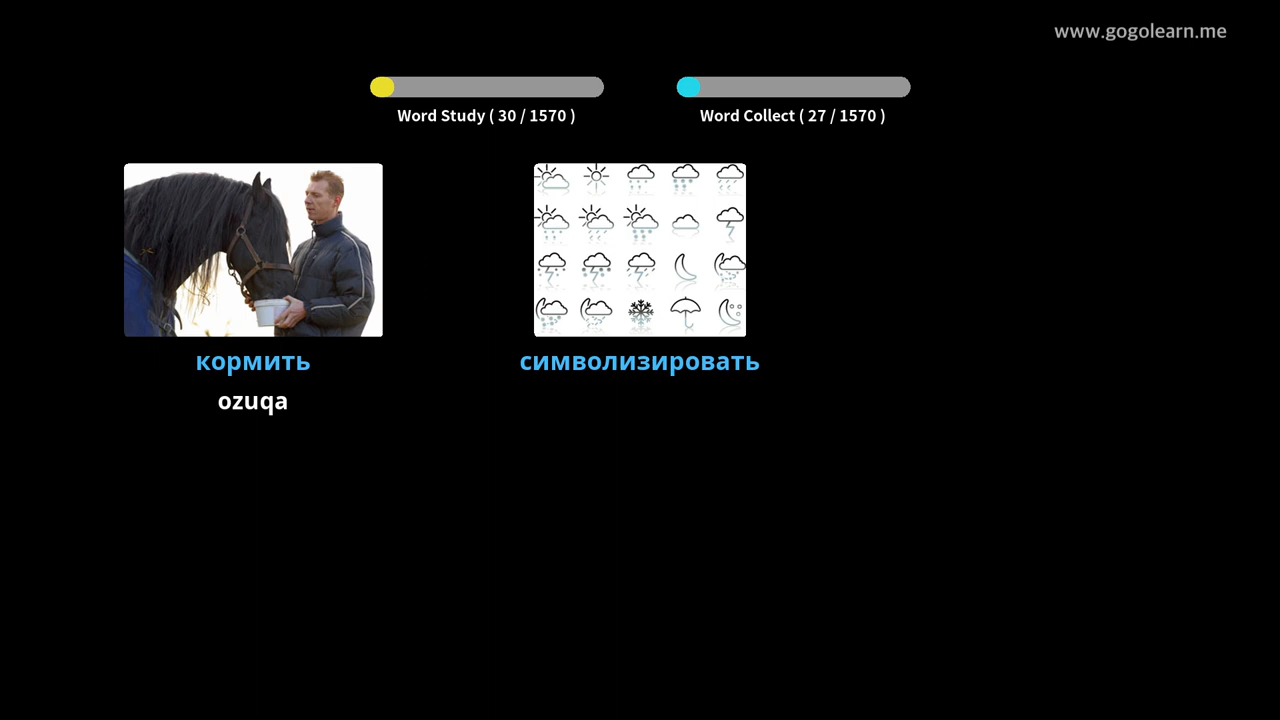 www.gogolearn.me
Word Study ( 30 / 1570 )
Word Collect ( 27 / 1570 )
кормить
символизировать
ozuqa